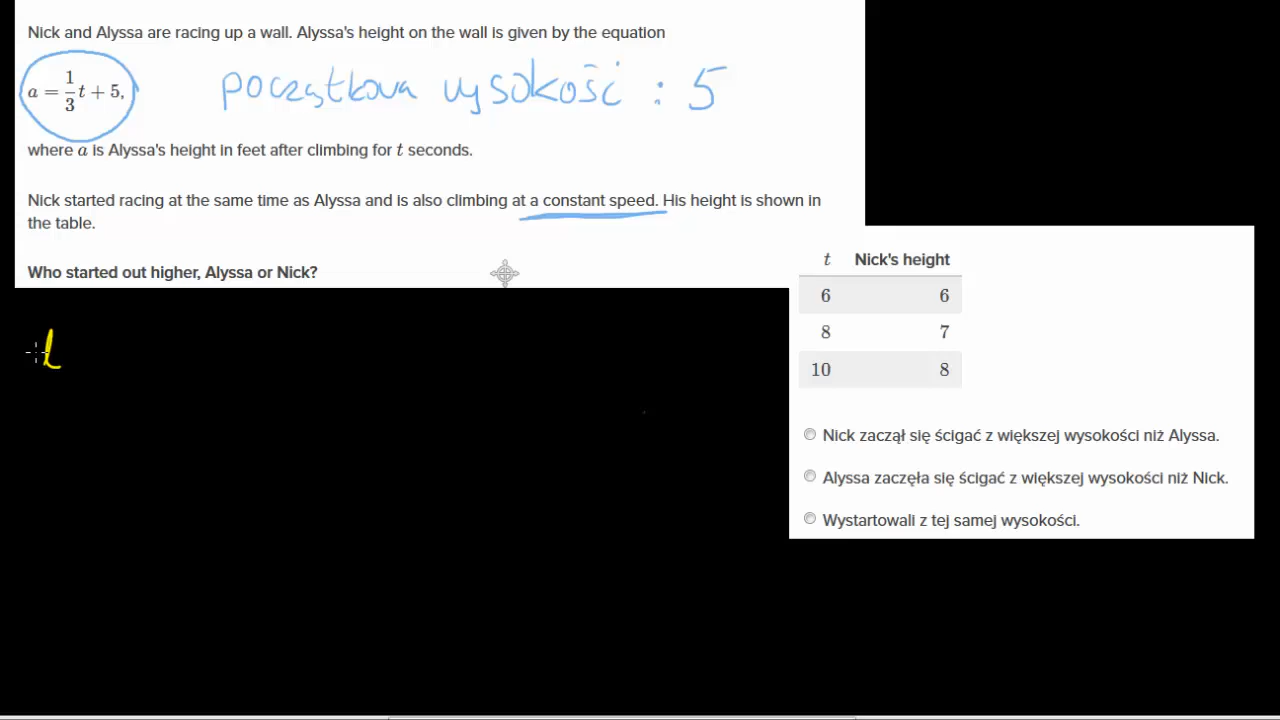 Nick and Alyssa are racing up a wall. Alyssa's height on the wall is given by the equation
a = 1/3 t + 5,
początkowa wysokość : 5
where a is Alyssa's height in feet after climbing for t seconds.
Nick started racing at the same time as Alyssa and is also climbing at a constant speed. His height is shown in
the table.
Who started out higher, Alyssa or Nick?
t Nick's height
6 6
8 7
10 8
Nick zaczął się ścigać z większej wysokości niż Alyssa.
Alyssa zaczęła się ścigać z większej wysokości niż Nick.
Wystartowali z tej samej wysokości.